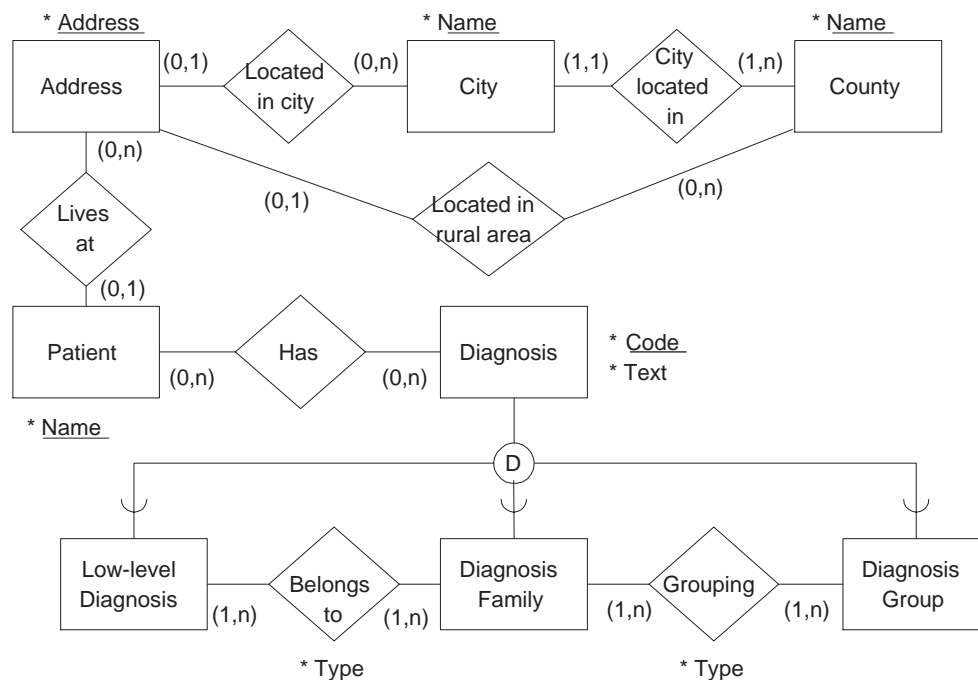 * Address
* Name
* Name
Address
(0,1)
Located
in city
(0,n)
City
(1,1)
City
located
in
(1,n)
County
(0,n)
(0,1)
Located in
rural area
(0,n)
Lives
at
(0,1)
Patient
(0,n)
Has
(0,n)
Diagnosis
* Code
* Text
* Name
D
Low-level
Diagnosis
(1,n)
Belongs
to
(1,n)
Diagnosis
Family
(1,n)
Grouping
(1,n)
Diagnosis
Group
* Type
* Type